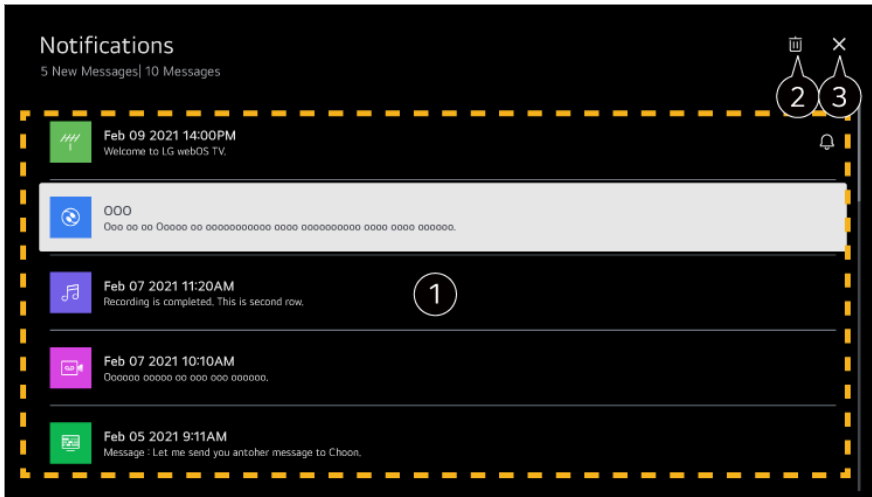 Notifications
5 New Messages| 10 Messages
2
3
Feb 09 2021 14:00PM
Welcome to LG webOS TV.
OOO
Ooo oo oo Ooooo oo ooooooooooo oooo oooooooooo oooo oooo oooooo.
Feb 07 2021 11:20AM
Recording is completed. This is second row.
1
Feb 07 2021 10:10AM
Oooooo ooooo oo ooo ooo oooooo.
Feb 05 2021 9:11AM
Message : Let me send you antoher message to Choon.